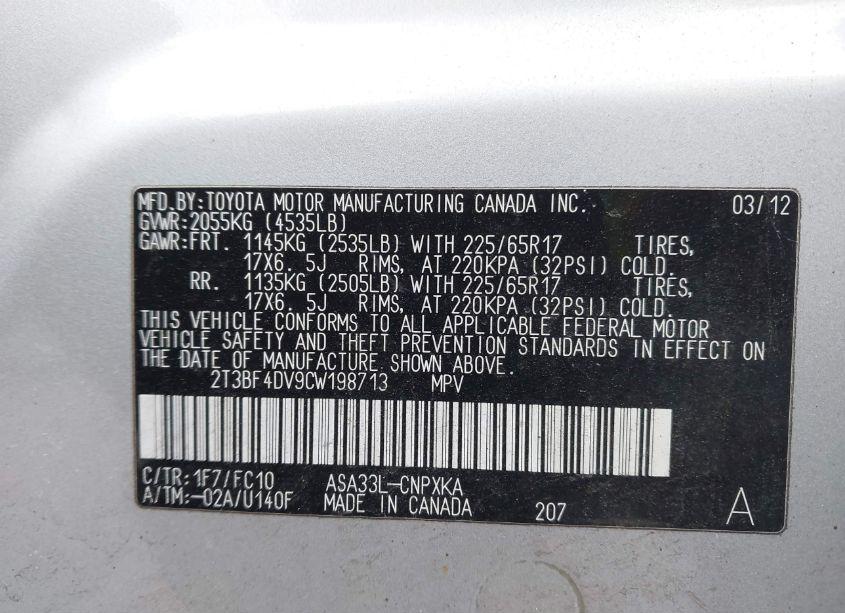 MFD.BY:TOYOTA MOTOR MANUFACTURING CANADA INC. 03/12
GVWR:2055KG (4535LB)
GAWR:FRT. 1145KG (2535LB) WITH 225/65R17 TIRES,
17X6.5J RIMS, AT 220KPA (32PSI) COLD.
RR. 1135KG (2505LB) WITH 225/65R17 TIRES,
17X6.5J RIMS, AT 220KPA (32PSI) COLD.
THIS VEHICLE CONFORMS TO ALL APPLICABLE FEDERAL MOTOR
VEHICLE SAFETY AND THEFT PREVENTION STANDARDS IN EFFECT ON
THE DATE OF MANUFACTURE SHOWN ABOVE.
2T3BF4DV9CW198713 MPV
C/TR:1F7/FC10 ASA33L-CNPXKA
A/TM:-02A/U140F MADE IN CANADA 207 A